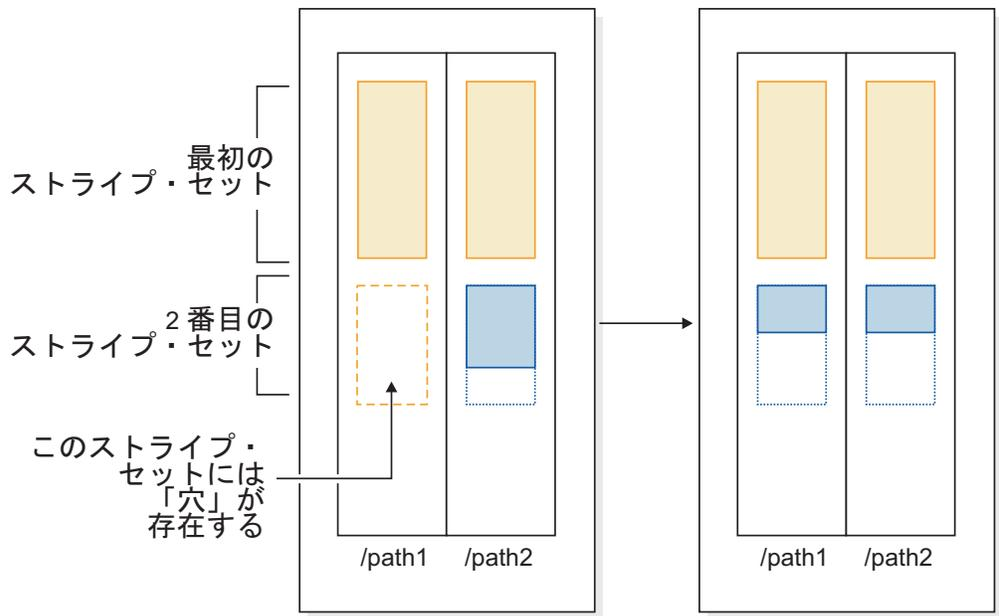 最初の
ストライプ・セット
2 番目の
ストライプ・セット
このストライプ・
セットには
「穴」が
存在する
/path1
/path2
/path1
/path2